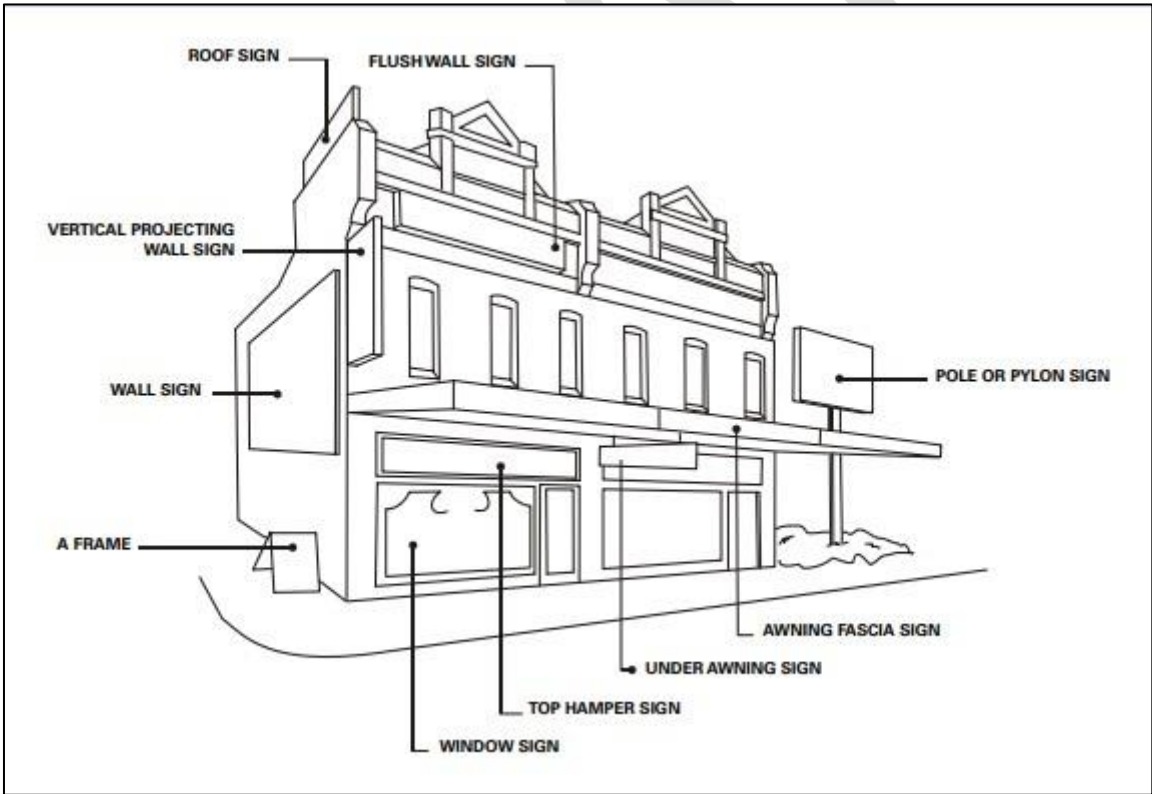 ROOF SIGN
FLUSH WALL SIGN
VERTICAL PROJECTING
WALL SIGN
WALL SIGN
POLE OR PYLON SIGN
A FRAME
AWNING FASCIA SIGN
UNDER AWNING SIGN
TOP HAMPER SIGN
WINDOW SIGN